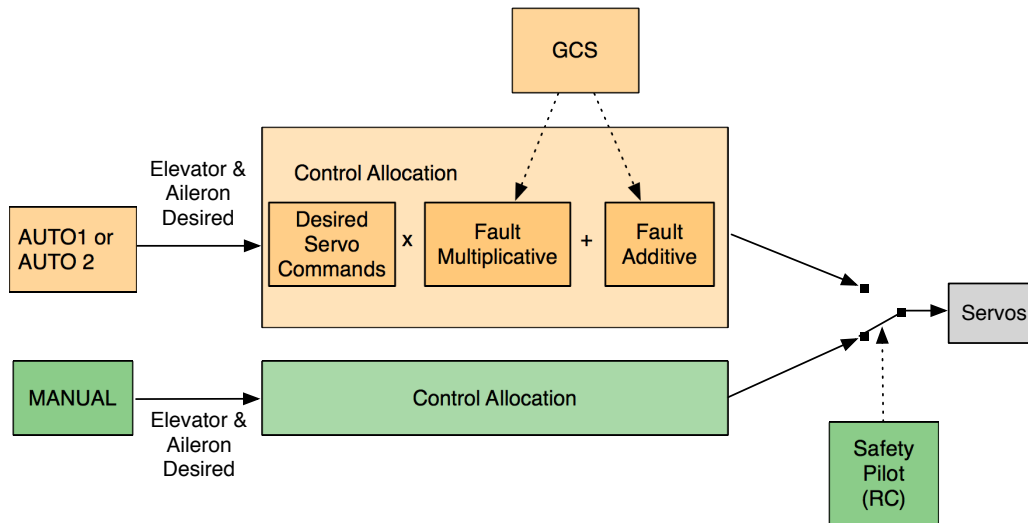 GCS
Elevator &
Aileron
Desired
Control Allocation
AUTO1 or
AUTO 2
Desired
Servo
Commands
x
Fault
Multiplicative
+
Fault
Additive
Servos
MANUAL
Elevator &
Aileron
Desired
Control Allocation
Safety
Pilot
(RC)